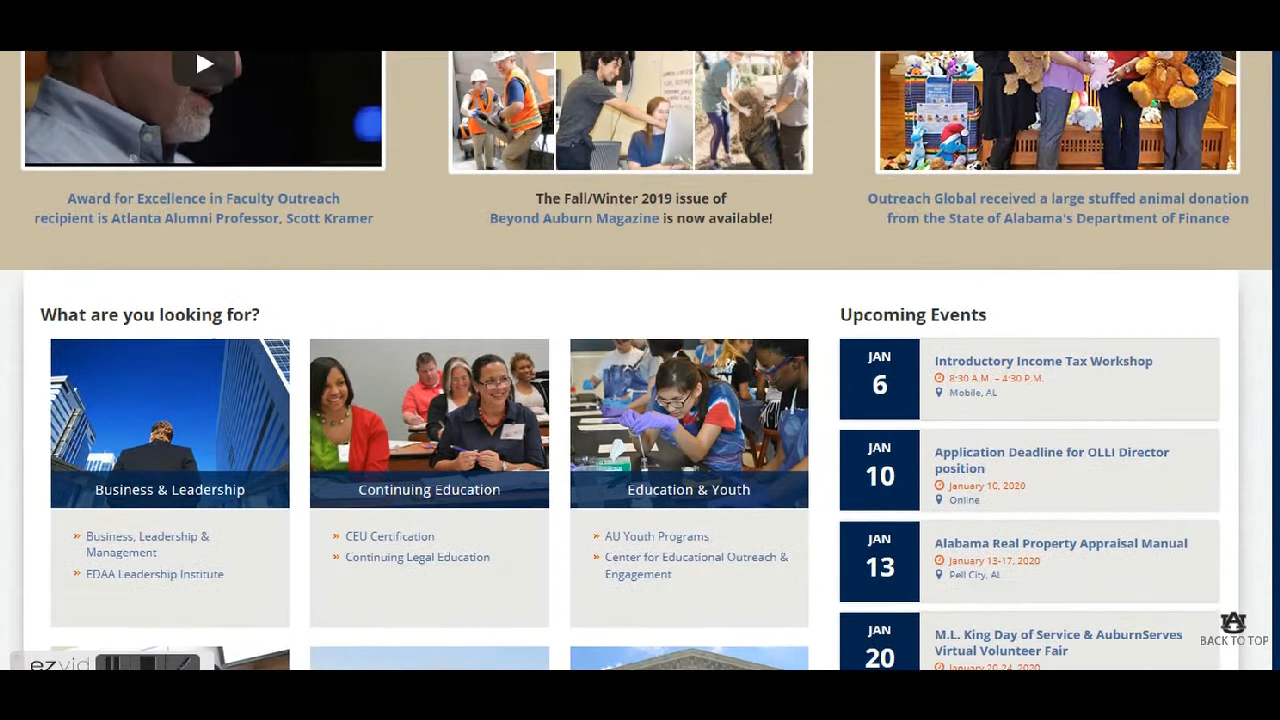 Award for Excellence in Faculty Outreach
recipient is Atlanta Alumni Professor, Scott Kramer
The Fall/Winter 2019 issue of
Beyond Auburn Magazine is now available!
Outreach Global received a large stuffed animal donation
from the State of Alabama's Department of Finance
What are you looking for?
Business & Leadership
» Business, Leadership &
Management
» EDAA Leadership Institute
Continuing Education
» CEU Certification
» Continuing Legal Education
Education & Youth
» AU Youth Programs
» Center for Educational Outreach &
Engagement
Upcoming Events
JAN
6
Introductory Income Tax Workshop
8:30 A.M. – 4:30 P.M.
Mobile, AL
JAN
10
Application Deadline for OLLI Director
position
January 10, 2020
Online
JAN
13
Alabama Real Property Appraisal Manual
January 13-17, 2020
Pell City, AL
JAN
20
M.L. King Day of Service & AuburnServes
Virtual Volunteer Fair
January 20-24, 2020
AU
BACK TO TOP
ezvid